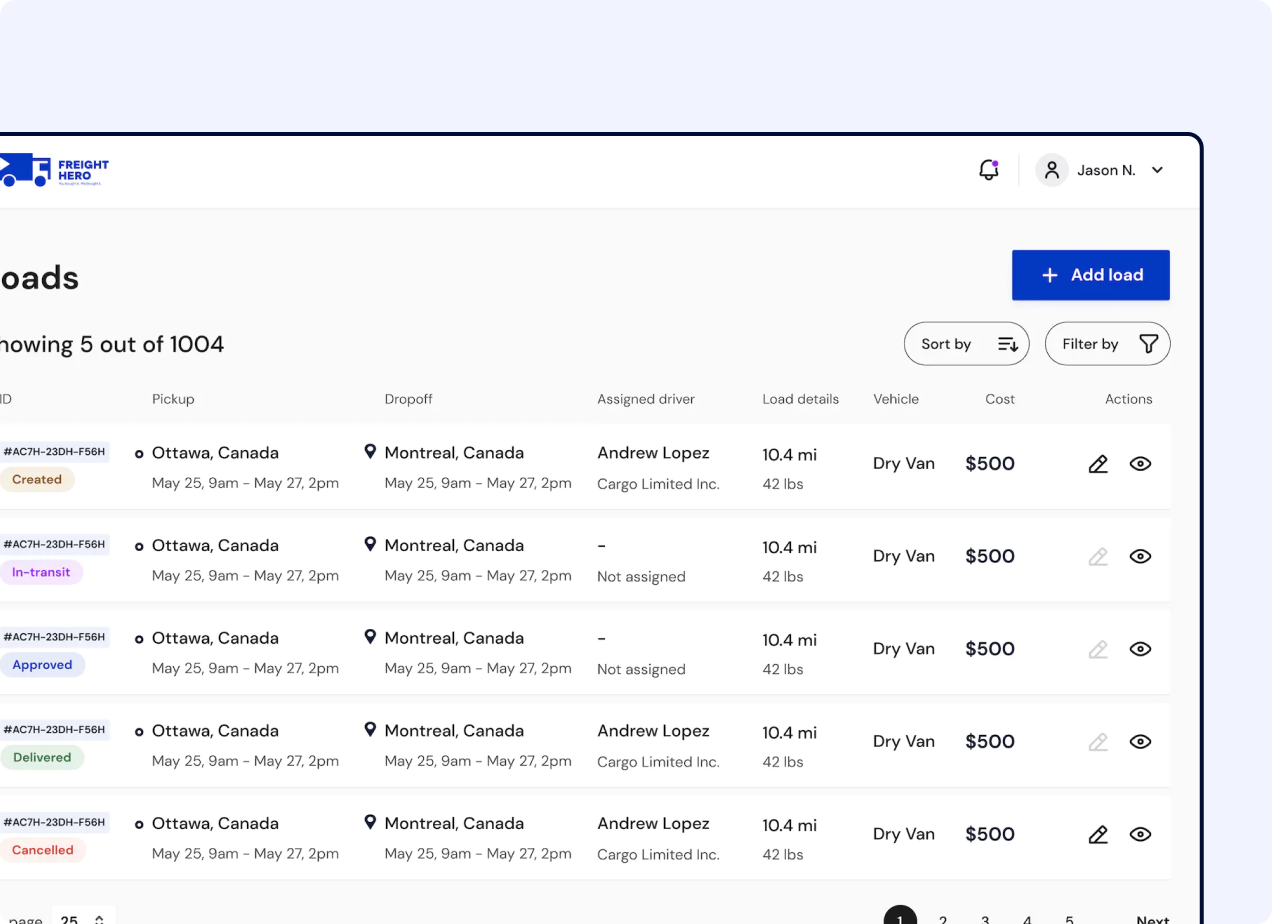 FREIGHT
HERO
Jason N.
oads
+ Add load
howing 5 out of 1004
Sort by
Filter by
ID Pickup Dropoff Assigned driver Load details Vehicle Cost Actions
#AC7H-23DH-F56H Ottawa, Canada Montreal, Canada Andrew Lopez 10.4 mi Dry Van $500
Created May 25, 9am - May 27, 2pm May 25, 9am - May 27, 2pm Cargo Limited Inc. 42 lbs
#AC7H-23DH-F56H Ottawa, Canada Montreal, Canada - 10.4 mi Dry Van $500
In-transit May 25, 9am - May 27, 2pm May 25, 9am - May 27, 2pm Not assigned 42 lbs
#AC7H-23DH-F56H Ottawa, Canada Montreal, Canada - 10.4 mi Dry Van $500
Approved May 25, 9am - May 27, 2pm May 25, 9am - May 27, 2pm Not assigned 42 lbs
#AC7H-23DH-F56H Ottawa, Canada Montreal, Canada Andrew Lopez 10.4 mi Dry Van $500
Delivered May 25, 9am - May 27, 2pm May 25, 9am - May 27, 2pm Cargo Limited Inc. 42 lbs
#AC7H-23DH-F56H Ottawa, Canada Montreal, Canada Andrew Lopez 10.4 mi Dry Van $500
Cancelled May 25, 9am - May 27, 2pm May 25, 9am - May 27, 2pm Cargo Limited Inc. 42 lbs
page 25 1 2 3 4 5 Next